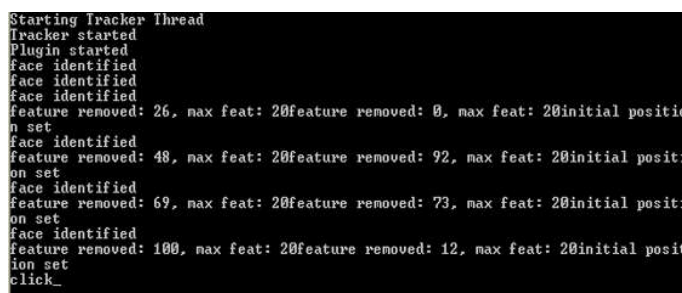 Starting Tracker Thread
Tracker started
Plugin started
face identified
face identified
face identified
feature removed: 26, max feat: 20feature removed: 0, max feat: 20initial positio
n set
face identified
feature removed: 48, max feat: 20feature removed: 92, max feat: 20initial positi
on set
face identified
feature removed: 69, max feat: 20feature removed: 73, max feat: 20initial positi
on set
face identified
feature removed: 100, max feat: 20feature removed: 12, max feat: 20initial posit
ion set
click_